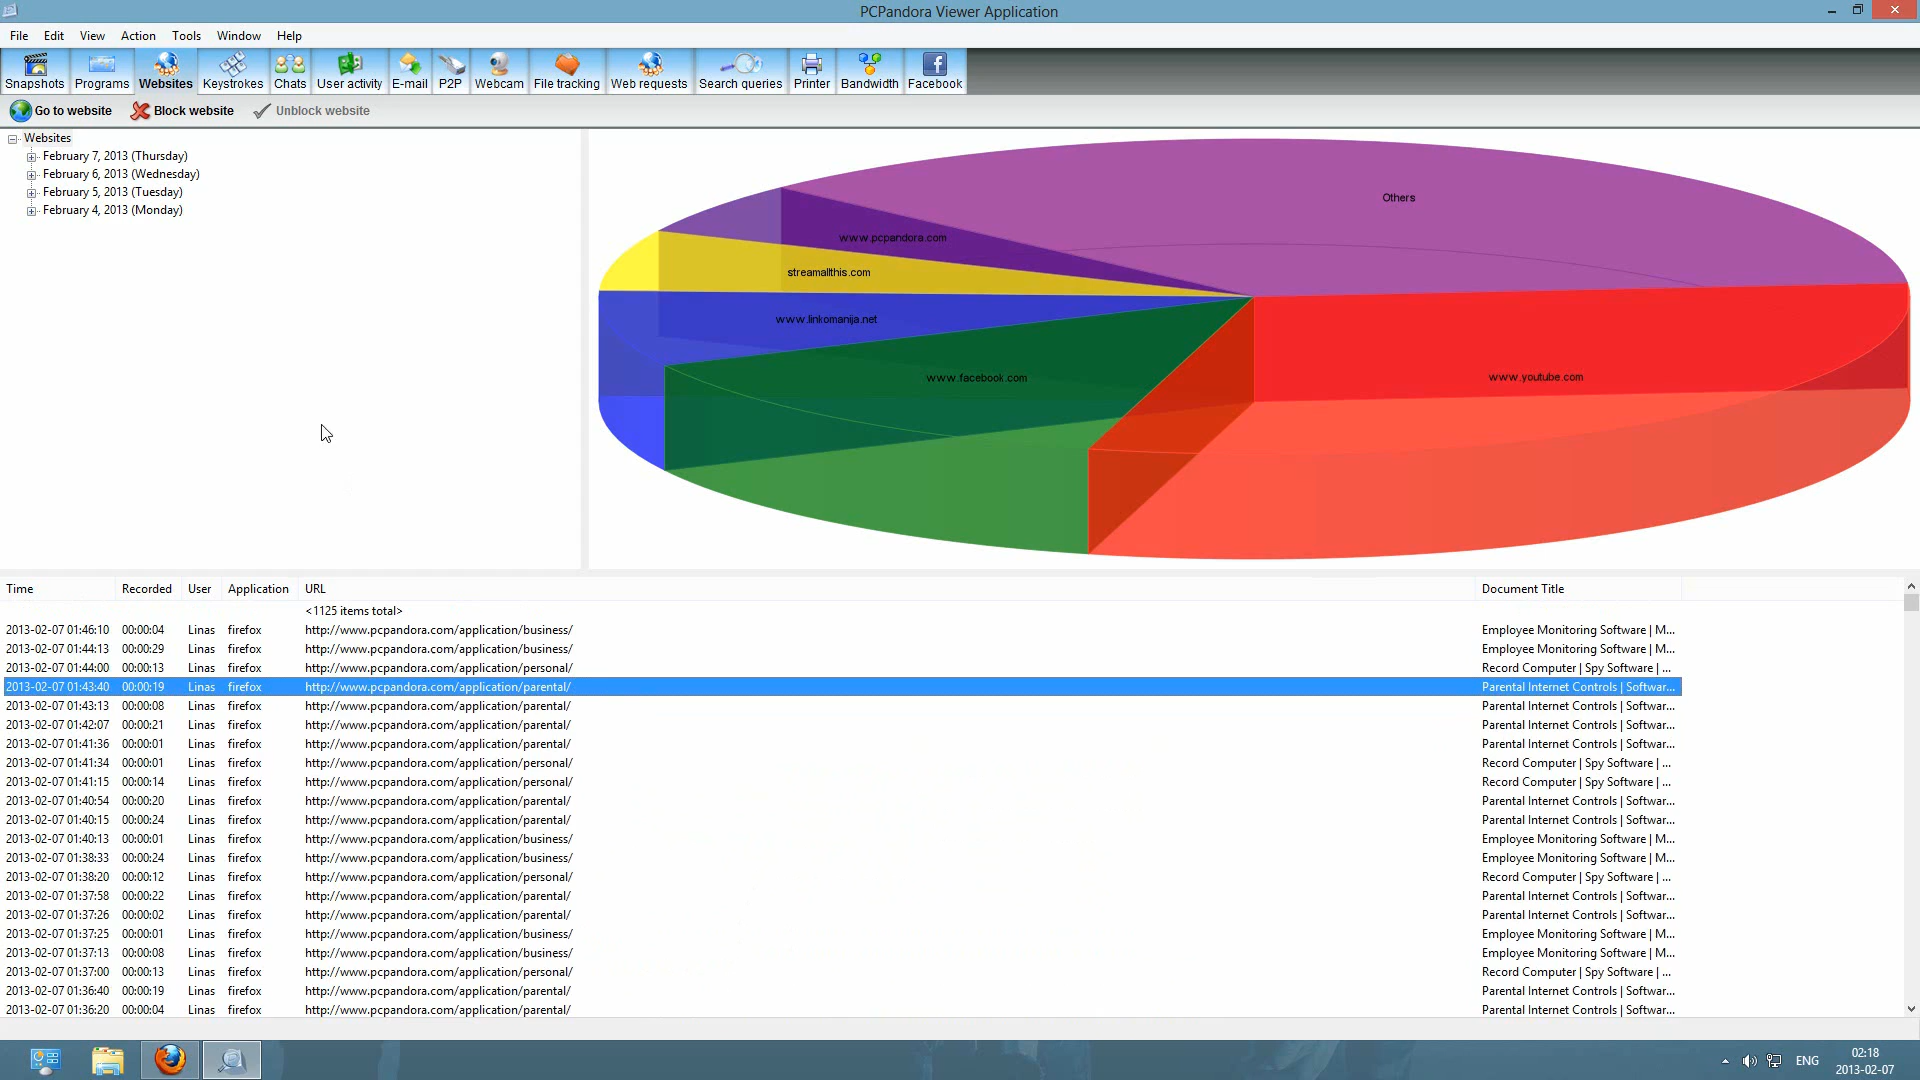 PCPandora Viewer Application
File Edit View Action Tools Window Help
Snapshots Programs Websites Keystrokes Chats User activity E-mail P2P Webcam File tracking Web requests Search queries Printer Bandwidth Facebook
Go to website Block website Unblock website
Websites
February 7, 2013 (Thursday)
February 6, 2013 (Wednesday)
February 5, 2013 (Tuesday)
February 4, 2013 (Monday)
Others
www.pcpandora.com
streamallthis.com
www.linkomanija.net
www.facebook.com
www.youtube.com
Time Recorded User Application URL Document Title
<1125 items total>
2013-02-07 01:46:10 00:00:04 Linas firefox http://www.pcpandora.com/application/business/ Employee Monitoring Software | M...
2013-02-07 01:44:13 00:00:29 Linas firefox http://www.pcpandora.com/application/business/ Employee Monitoring Software | M...
2013-02-07 01:44:00 00:00:13 Linas firefox http://www.pcpandora.com/application/personal/ Record Computer | Spy Software | ...
2013-02-07 01:43:40 00:00:19 Linas firefox http://www.pcpandora.com/application/parental/ Parental Internet Controls | Softwar...
2013-02-07 01:43:13 00:00:08 Linas firefox http://www.pcpandora.com/application/parental/ Parental Internet Controls | Softwar...
2013-02-07 01:42:07 00:00:21 Linas firefox http://www.pcpandora.com/application/parental/ Parental Internet Controls | Softwar...
2013-02-07 01:41:36 00:00:01 Linas firefox http://www.pcpandora.com/application/parental/ Parental Internet Controls | Softwar...
2013-02-07 01:41:34 00:00:01 Linas firefox http://www.pcpandora.com/application/personal/ Record Computer | Spy Software | ...
2013-02-07 01:41:15 00:00:14 Linas firefox http://www.pcpandora.com/application/personal/ Record Computer | Spy Software | ...
2013-02-07 01:40:54 00:00:20 Linas firefox http://www.pcpandora.com/application/parental/ Parental Internet Controls | Softwar...
2013-02-07 01:40:15 00:00:24 Linas firefox http://www.pcpandora.com/application/parental/ Parental Internet Controls | Softwar...
2013-02-07 01:40:13 00:00:01 Linas firefox http://www.pcpandora.com/application/business/ Employee Monitoring Software | M...
2013-02-07 01:38:33 00:00:24 Linas firefox http://www.pcpandora.com/application/business/ Employee Monitoring Software | M...
2013-02-07 01:38:20 00:00:12 Linas firefox http://www.pcpandora.com/application/personal/ Record Computer | Spy Software | ...
2013-02-07 01:37:58 00:00:22 Linas firefox http://www.pcpandora.com/application/parental/ Parental Internet Controls | Softwar...
2013-02-07 01:37:26 00:00:02 Linas firefox http://www.pcpandora.com/application/parental/ Parental Internet Controls | Softwar...
2013-02-07 01:37:25 00:00:01 Linas firefox http://www.pcpandora.com/application/business/ Employee Monitoring Software | M...
2013-02-07 01:37:13 00:00:08 Linas firefox http://www.pcpandora.com/application/business/ Employee Monitoring Software | M...
2013-02-07 01:37:00 00:00:13 Linas firefox http://www.pcpandora.com/application/personal/ Record Computer | Spy Software | ...
2013-02-07 01:36:40 00:00:19 Linas firefox http://www.pcpandora.com/application/parental/ Parental Internet Controls | Softwar...
2013-02-07 01:36:20 00:00:04 Linas firefox http://www.pcpandora.com/application/parental/ Parental Internet Controls | Softwar...
ENG
02:18
2013-02-07